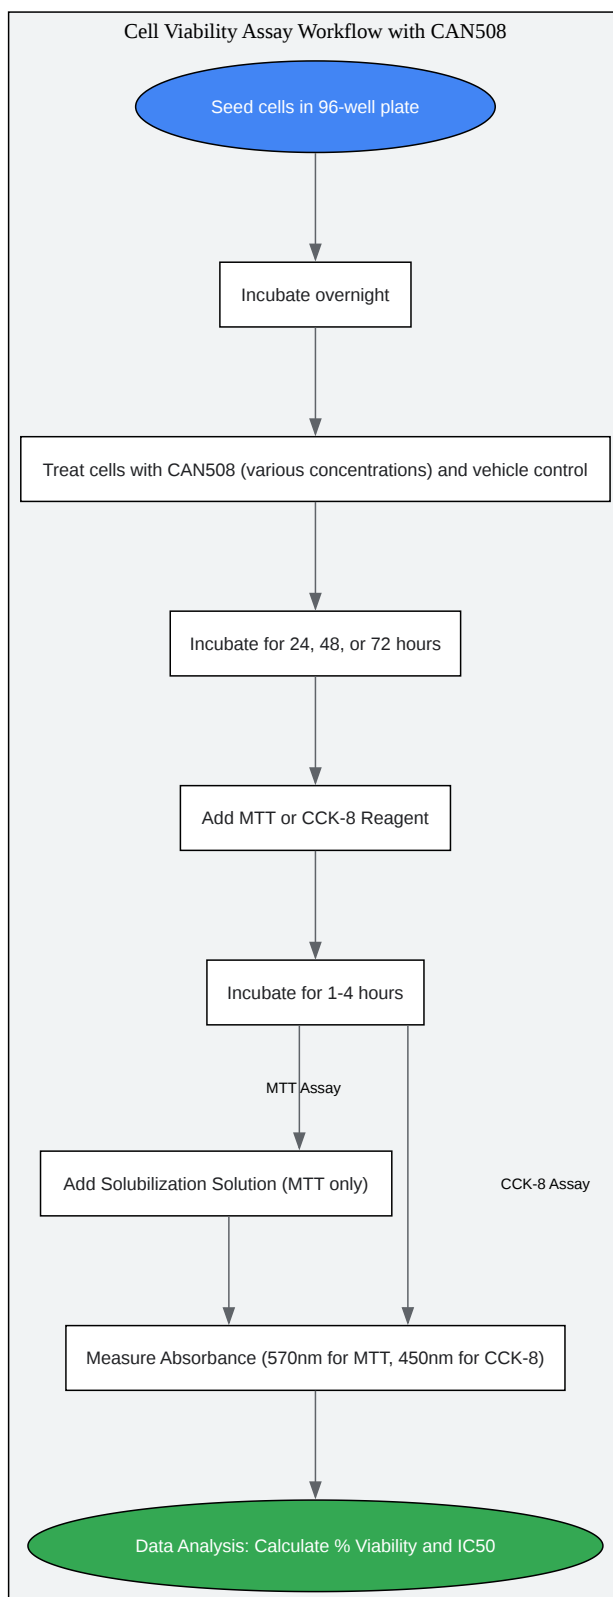 Cell Viability Assay Workflow with CAN508
Seed cells in 96-well plate
Incubate overnight
Treat cells with CAN508 (various concentrations) and vehicle control
Incubate for 24, 48, or 72 hours
Add MTT or CCK-8 Reagent
Incubate for 1-4 hours
MTT Assay
Add Solubilization Solution (MTT only)
CCK-8 Assay
Measure Absorbance (570nm for MTT, 450nm for CCK-8)
Data Analysis: Calculate % Viability and IC50